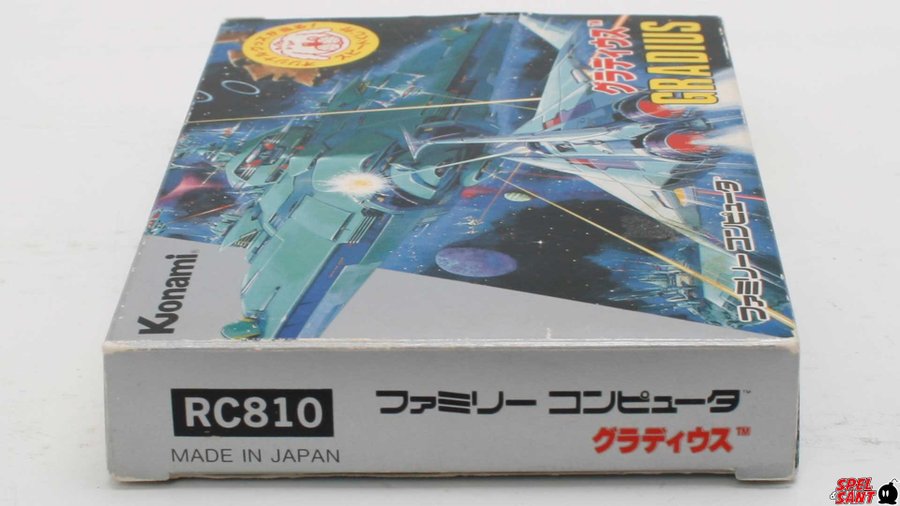 グラディウス™
GRADIUS
ファミリーコンピュータ
Konami
RC810
MADE IN JAPAN
ファミリー コンピュータ™
グラディウス™
SPEL
SANT